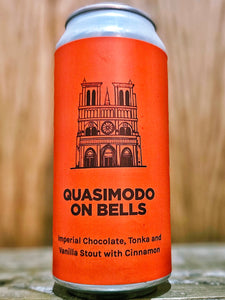 QUASIMODO
ON BELLS
Imperial Chocolate, Tonka and
Vanilla Stout with Cinnamon